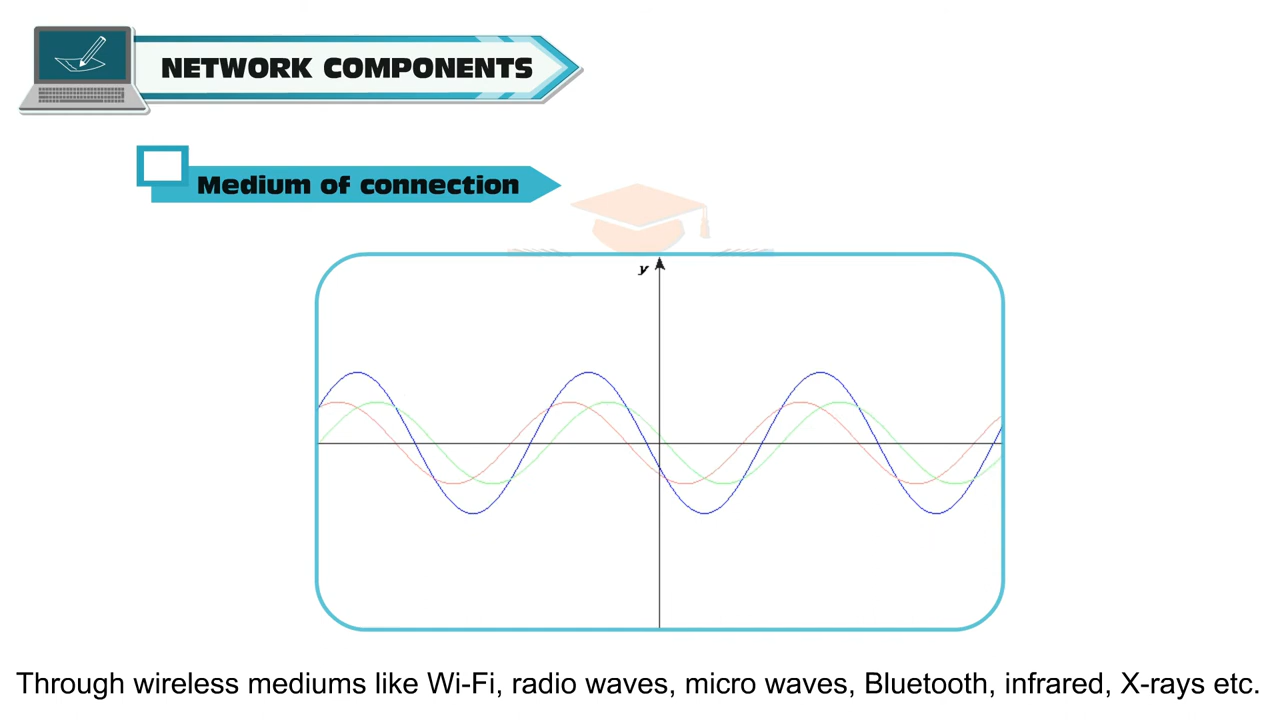 NETWORK COMPONENTS
Medium of connection
y
Through wireless mediums like Wi-Fi, radio waves, micro waves, Bluetooth, infrared, X-rays etc.